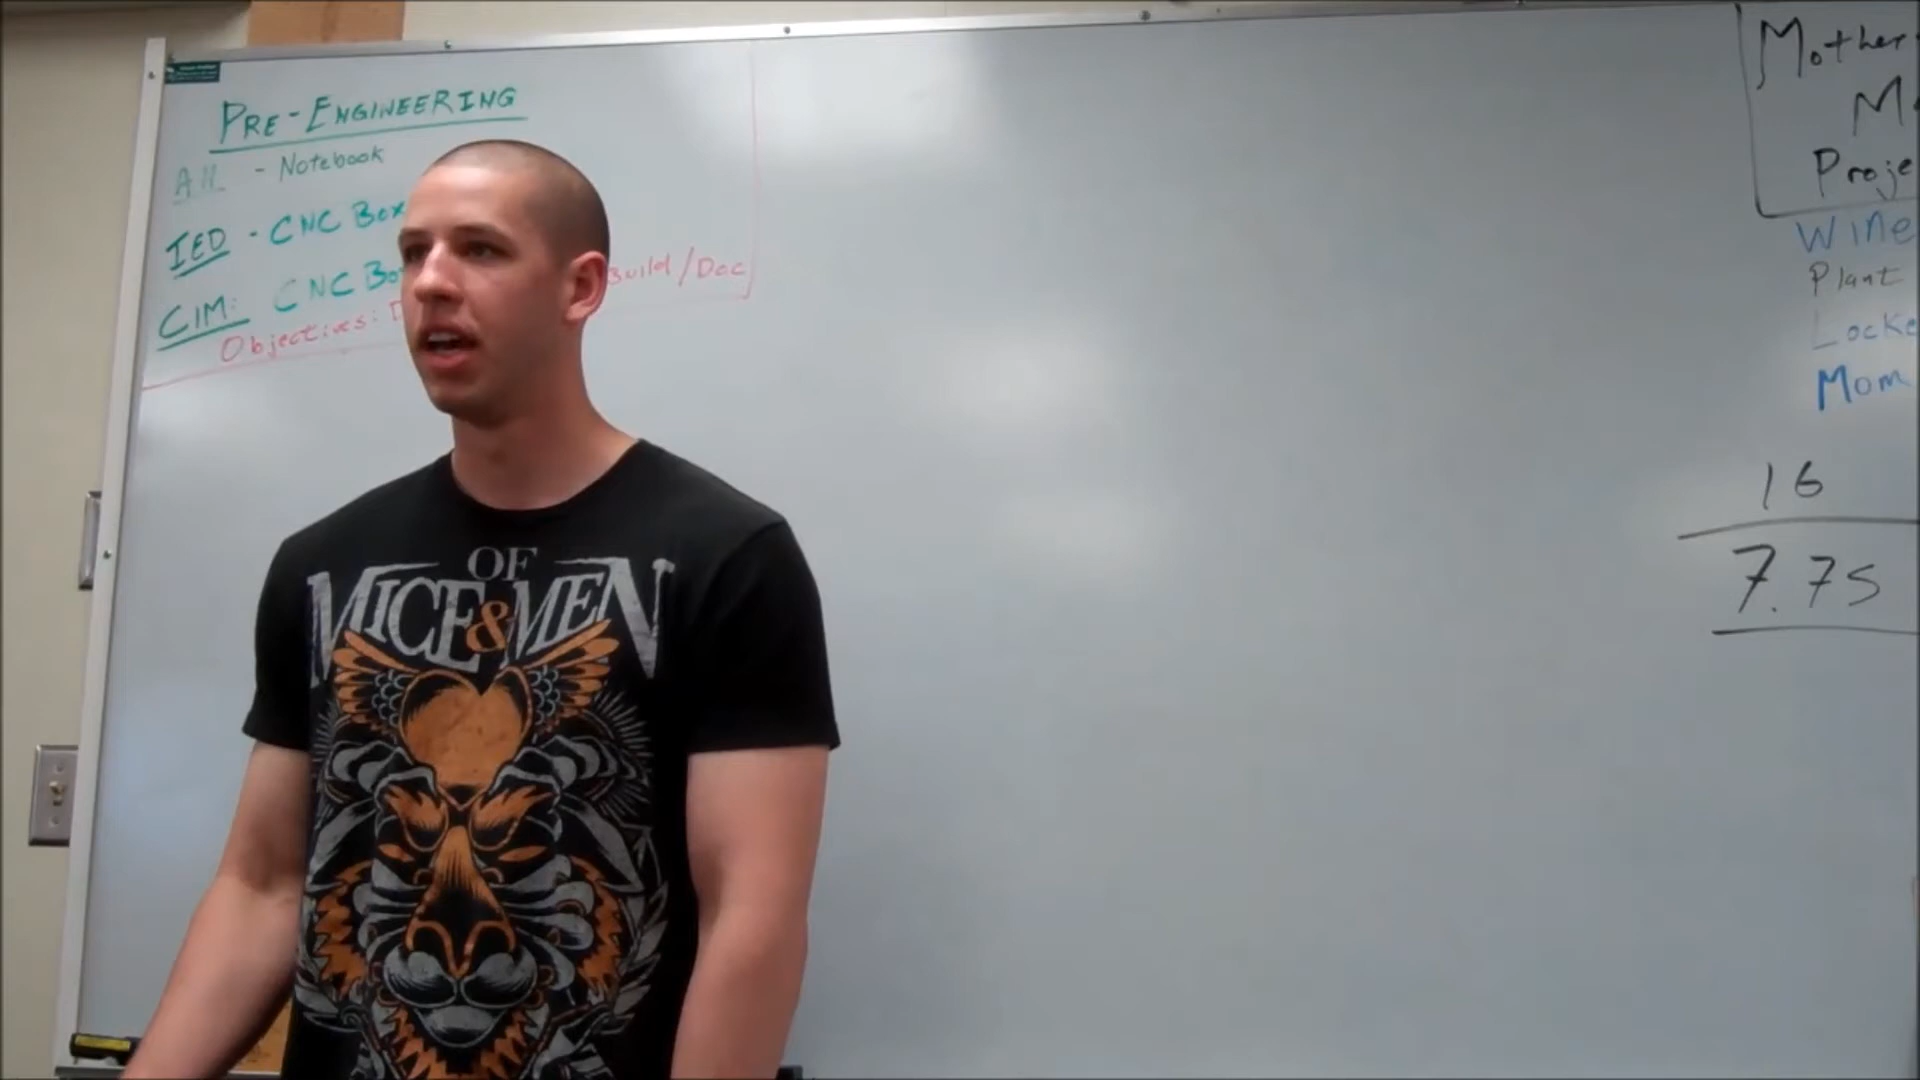 PRE-ENGINEERING
All - Notebook
IED - CNC Box
CIM: CNC Bo
Objectives: D
Build/Doc
Mother
M
Proje
Wine
Plant
Locke
Mom
16
7.75
OF
MICE & MEN